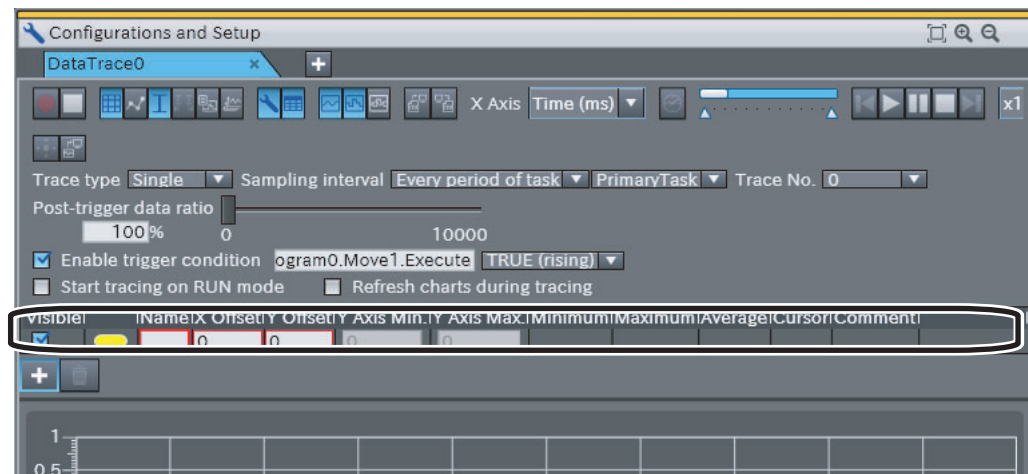 Configurations and Setup
DataTrace0 × +
X Axis Time (ms) x1
Trace type Single Sampling interval Every period of task PrimaryTask Trace No. 0
Post-trigger data ratio
100 % 0 10000
Enable trigger condition ogram0.Move1.Execute TRUE (rising)
Start tracing on RUN mode Refresh charts during tracing
Visible Name X Offset Y Offset Y Axis Min. Y Axis Max. Minimum Maximum Average Cursor Comment
0 0 0 0
+
1
0.5